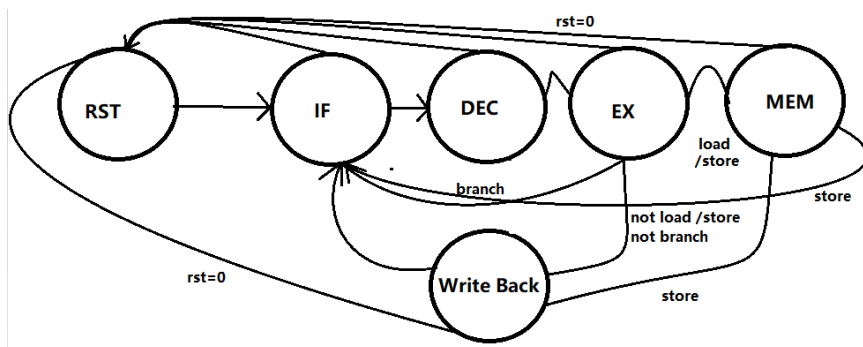 rst=0
RST
IF
DEC
EX
MEM
load
/store
branch
store
not load /store
not branch
rst=0
Write Back
store